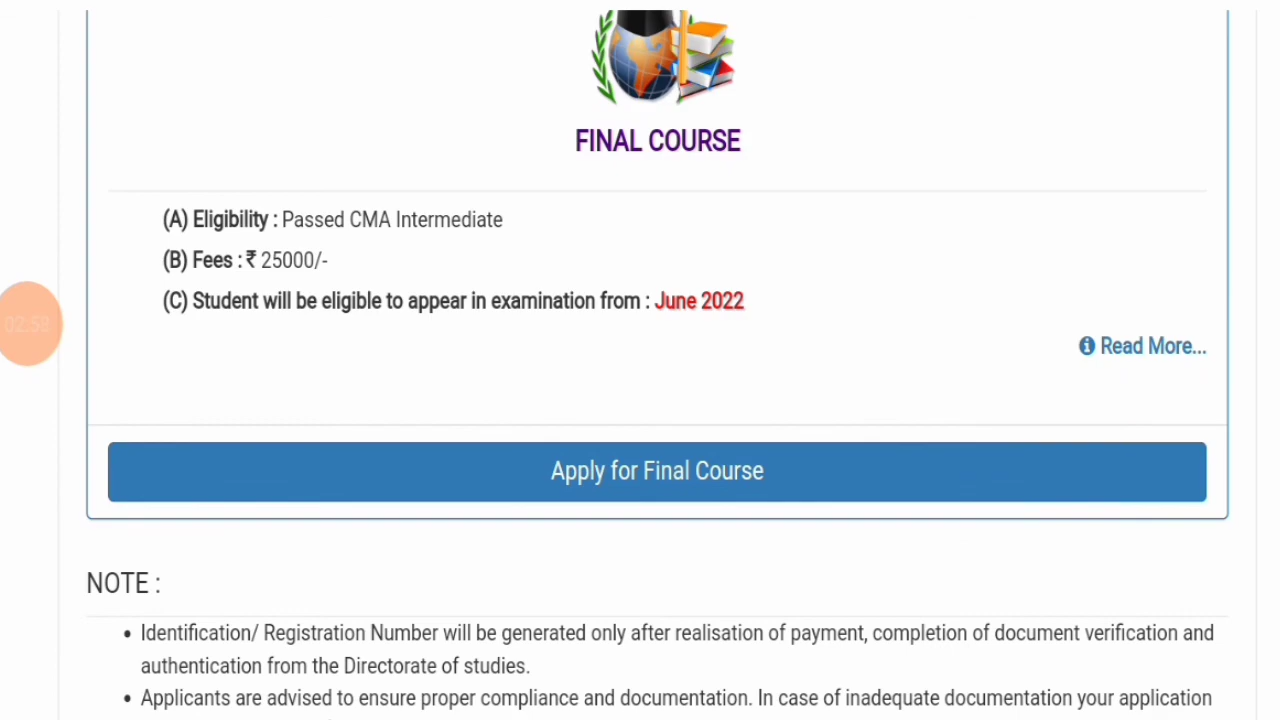 FINAL COURSE
(A) Eligibility : Passed CMA Intermediate
(B) Fees : ₹ 25000/-
(C) Student will be eligible to appear in examination from : June 2022
02:58
Read More...
Apply for Final Course
NOTE :
• Identification/ Registration Number will be generated only after realisation of payment, completion of document verification and
authentication from the Directorate of studies.
• Applicants are advised to ensure proper compliance and documentation. In case of inadequate documentation your application